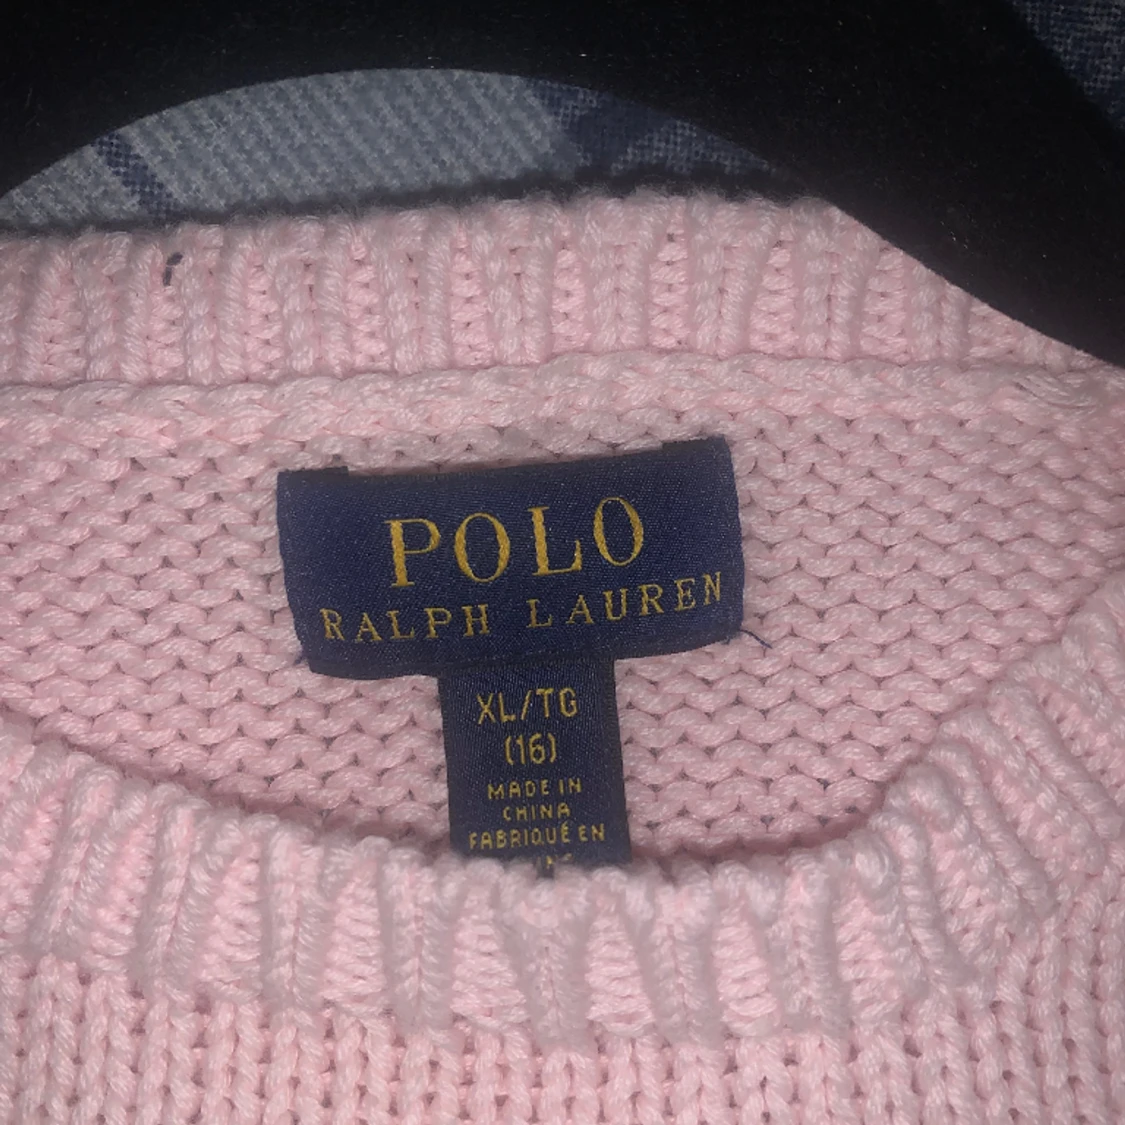 POLO
RALPH LAUREN
XL/TG
(16)
MADE IN
CHINA
FABRIQUÉ EN